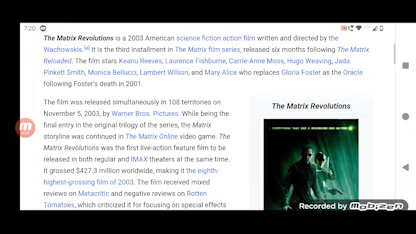 7:20
The Matrix Revolutions is a 2003 American science fiction action film written and directed by the
Wachowskis.[a] It is the third installment in The Matrix film series, released six months following The Matrix
Reloaded. The film stars Keanu Reeves, Laurence Fishburne, Carrie-Anne Moss, Hugo Weaving, Jada
Pinkett Smith, Monica Bellucci, Lambert Wilson, and Mary Alice who replaces Gloria Foster as the Oracle
following Foster's death in 2001.
The film was released simultaneously in 108 territories on
November 5, 2003, by Warner Bros. Pictures. While being the
final entry in the original trilogy of the series, the Matrix
storyline was continued in The Matrix Online video game. The
Matrix Revolutions was the first live-action feature film to be
released in both regular and IMAX theaters at the same time.
It grossed $427.3 million worldwide, making it the eighth-
highest-grossing film of 2003. The film received mixed
reviews on Metacritic and negative reviews on Rotten
Tomatoes, which criticized it for focusing on special effects
The Matrix Revolutions
EVERYTHING THAT HAS A BEGINNING HAS AN END
Recorded by Mobizen